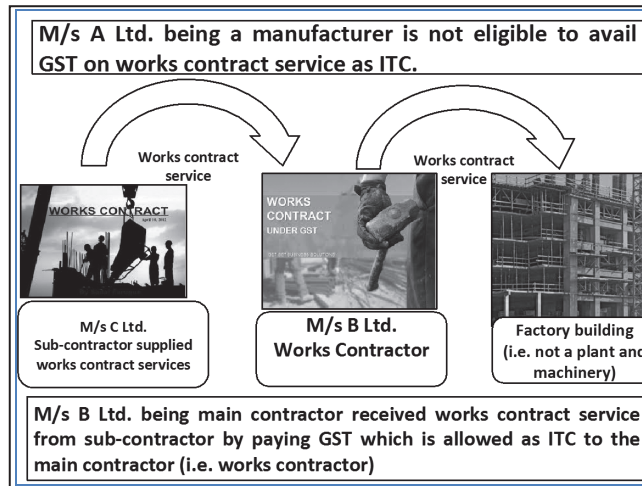 M/s A Ltd. being a manufacturer is not eligible to avail
GST on works contract service as ITC.
Works contract
service
Works contract
service
WORKS CONTRACT
WORKS
CONTRACT
UNDER GST
M/s C Ltd.
Sub-contractor supplied
works contract services
M/s B Ltd.
Works Contractor
Factory building
(i.e. not a plant and
machinery)
M/s B Ltd. being main contractor received works contract service
from sub-contractor by paying GST which is allowed as ITC to the
main contractor (i.e. works contractor)